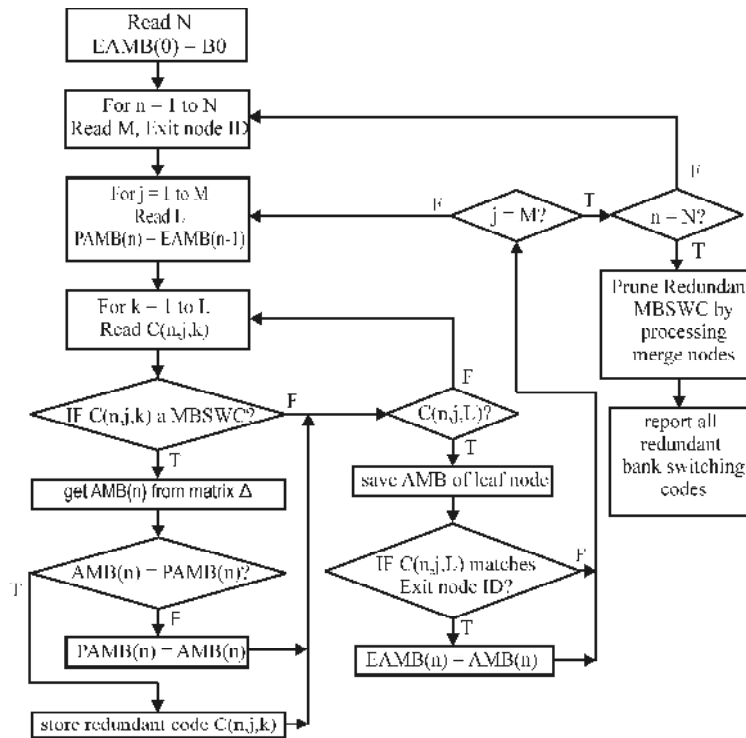 Read N
EAMB(0) = B0
For n = 1 to N
Read M, Exit node ID
For j = 1 to M
Read L
PAMB(n) = EAMB(n-1)
For k = 1 to L
Read C(n,j,k)
IF C(n,j,k) a MBSWC?
F
T
get AMB(n) from matrix Δ
AMB(n) = PAMB(n)?
T
F
PAMB(n) = AMB(n)
store redundant code C(n,j,k)
C(n,j,L)?
F
T
save AMB of leaf node
IF C(n,j,L) matches
Exit node ID?
F
T
EAMB(n) = AMB(n)
j = M?
F
T
n = N?
F
T
Prune Redundan
MBSWC by
processing
merge nodes
report all
redundant
bank switching
codes